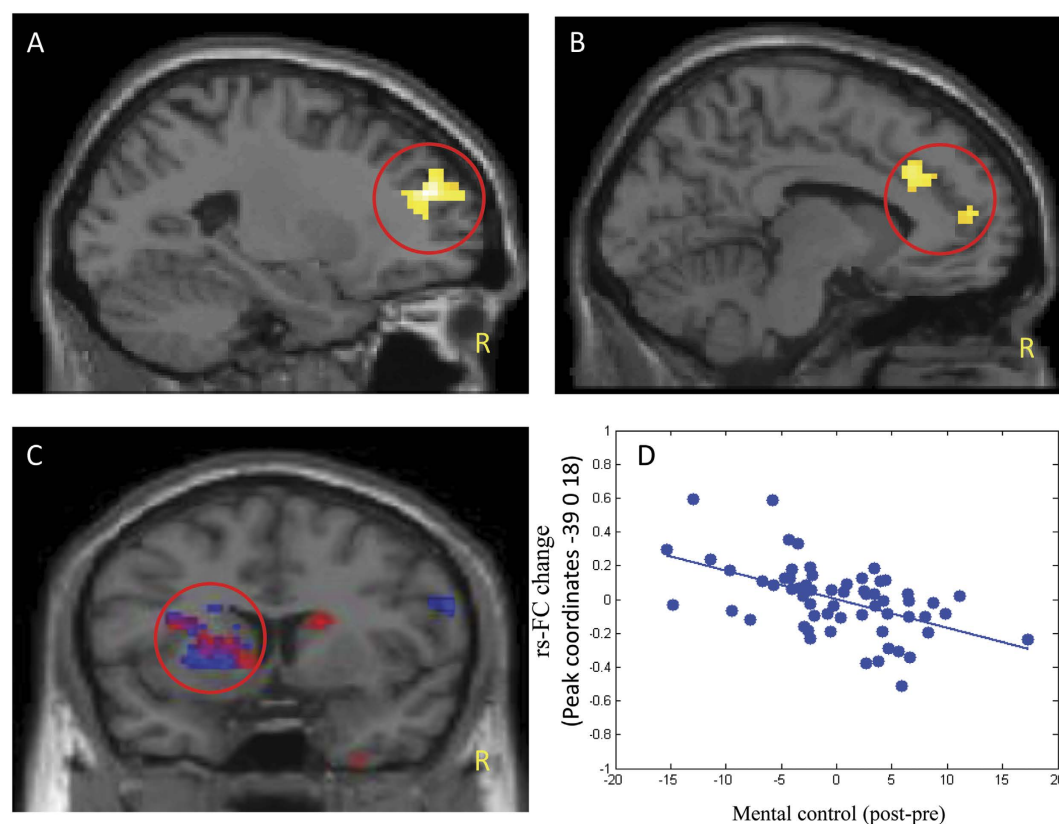 A
R
B
R
C
R
D
rs-FC change
(Peak coordinates -39 0 18)
1
0.8
0.6
0.4
0.2
0
-0.2
-0.4
-0.6
-0.8
-1
-20 -15 -10 -5 0 5 10 15 20
Mental control (post-pre)